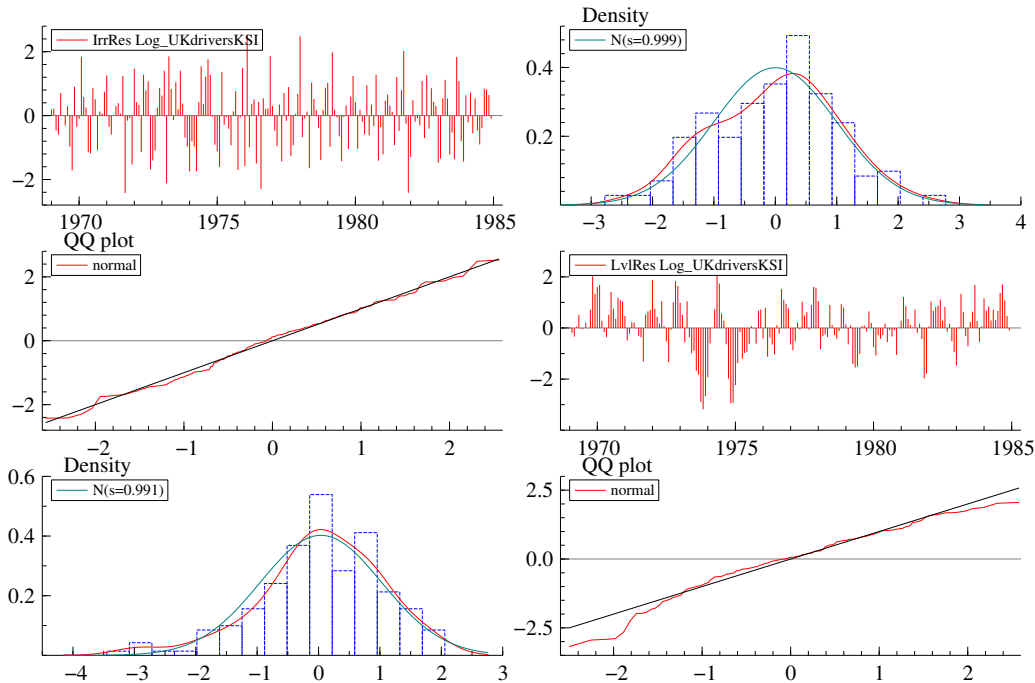 IrrRes Log_UKdriversKSI
2
0
−2
1970 1975 1980 1985
Density
N(s=0.999)
0.4
0.2
−3 −2 −1 0 1 2 3 4
QQ plot
normal
2
0
−2
−2 −1 0 1 2
LvlRes Log_UKdriversKSI
2
0
−2
1970 1975 1980 1985
Density
N(s=0.991)
0.6
0.4
0.2
−4 −3 −2 −1 0 1 2 3
QQ plot
normal
2.5
0.0
−2.5
−2 −1 0 1 2